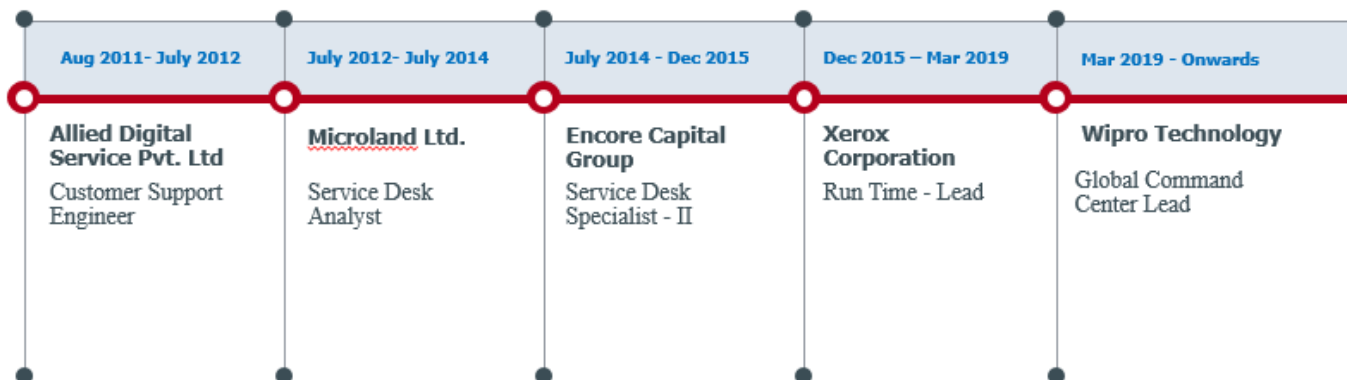 Aug 2011- July 2012
July 2012- July 2014
July 2014 - Dec 2015
Dec 2015 – Mar 2019
Mar 2019 - Onwards
Allied Digital
Service Pvt. Ltd
Customer Support
Engineer
Microland Ltd.
Service Desk
Analyst
Encore Capital
Group
Service Desk
Specialist - II
Xerox
Corporation
Run Time - Lead
Wipro Technology
Global Command
Center Lead